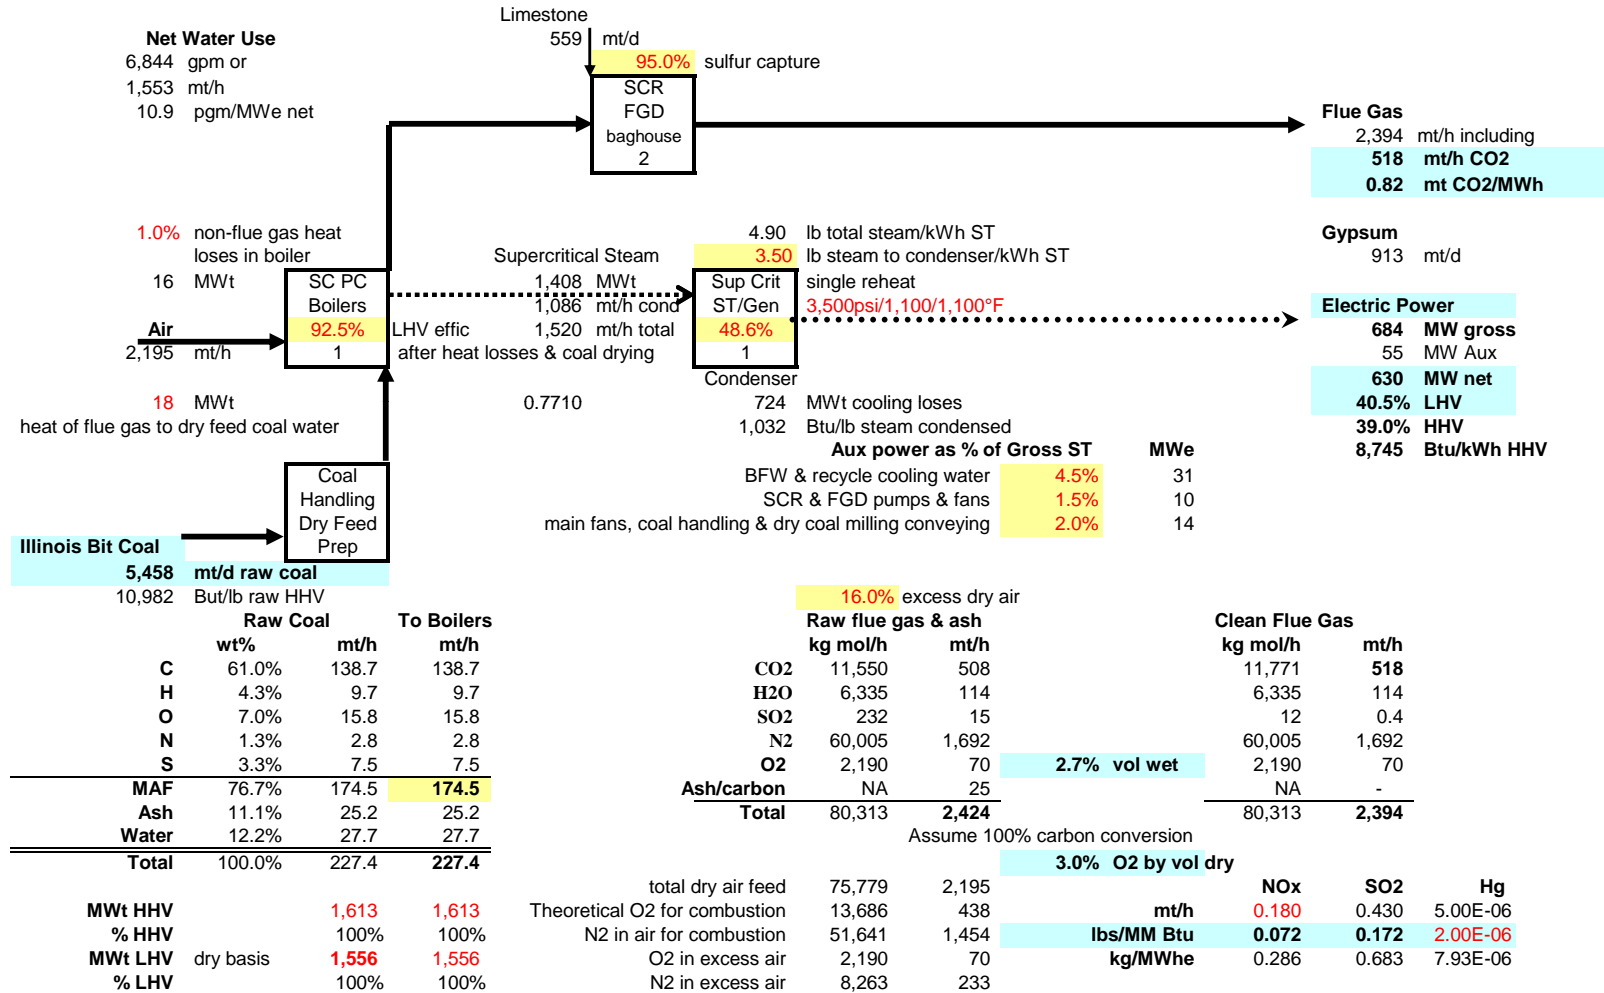 Limestone
Net Water Use 559 mt/d
6,844 gpm or 95.0% sulfur capture
1,553 mt/h SCR
10.9 pgm/MWe net FGD Flue Gas
baghouse 2,394 mt/h including
2 518 mt/h CO2
0.82 mt CO2/MWh
1.0% non-flue gas heat 4.90 lb total steam/kWh ST Gypsum
loses in boiler Supercritical Steam 3.50 lb steam to condenser/kWh ST 913 mt/d
16 MWt SC PC 1,408 MWt Sup Crit single reheat
Boilers 1,086 mt/h cond ST/Gen 3,500psi/1,100/1,100°F Electric Power
Air 92.5% LHV effic 1,520 mt/h total 48.6% 684 MW gross
2,195 mt/h 1 after heat losses & coal drying 1 55 MW Aux
Condenser 630 MW net
18 MWt 0.7710 724 MWt cooling loses 40.5% LHV
heat of flue gas to dry feed coal water 1,032 Btu/lb steam condensed 39.0% HHV
Aux power as % of Gross ST MWe 8,745 Btu/kWh HHV
Coal BFW & recycle cooling water 4.5% 31
Handling SCR & FGD pumps & fans 1.5% 10
Dry Feed main fans, coal handling & dry coal milling conveying 2.0% 14
Illinois Bit Coal Prep
5,458 mt/d raw coal
10,982 But/lb raw HHV 16.0% excess dry air
Raw Coal To Boilers Raw flue gas & ash Clean Flue Gas
wt% mt/h mt/h kg mol/h mt/h kg mol/h mt/h
C 61.0% 138.7 138.7 CO2 11,550 508 11,771 518
H 4.3% 9.7 9.7 H2O 6,335 114 6,335 114
O 7.0% 15.8 15.8 SO2 232 15 12 0.4
N 1.3% 2.8 2.8 N2 60,005 1,692 60,005 1,692
S 3.3% 7.5 7.5 O2 2,190 70 2.7% vol wet 2,190 70
MAF 76.7% 174.5 174.5 Ash/carbon NA 25 NA -
Ash 11.1% 25.2 25.2 Total 80,313 2,424 80,313 2,394
Water 12.2% 27.7 27.7 Assume 100% carbon conversion
Total 100.0% 227.4 227.4 3.0% O2 by vol dry
total dry air feed 75,779 2,195 NOx SO2 Hg
MWt HHV 1,613 1,613 Theoretical O2 for combustion 13,686 438 mt/h 0.180 0.430 5.00E-06
% HHV 100% 100% N2 in air for combustion 51,641 1,454 lbs/MM Btu 0.072 0.172 2.00E-06
MWt LHV dry basis 1,556 1,556 O2 in excess air 2,190 70 kg/MWhe 0.286 0.683 7.93E-06
% LHV 100% 100% N2 in excess air 8,263 233